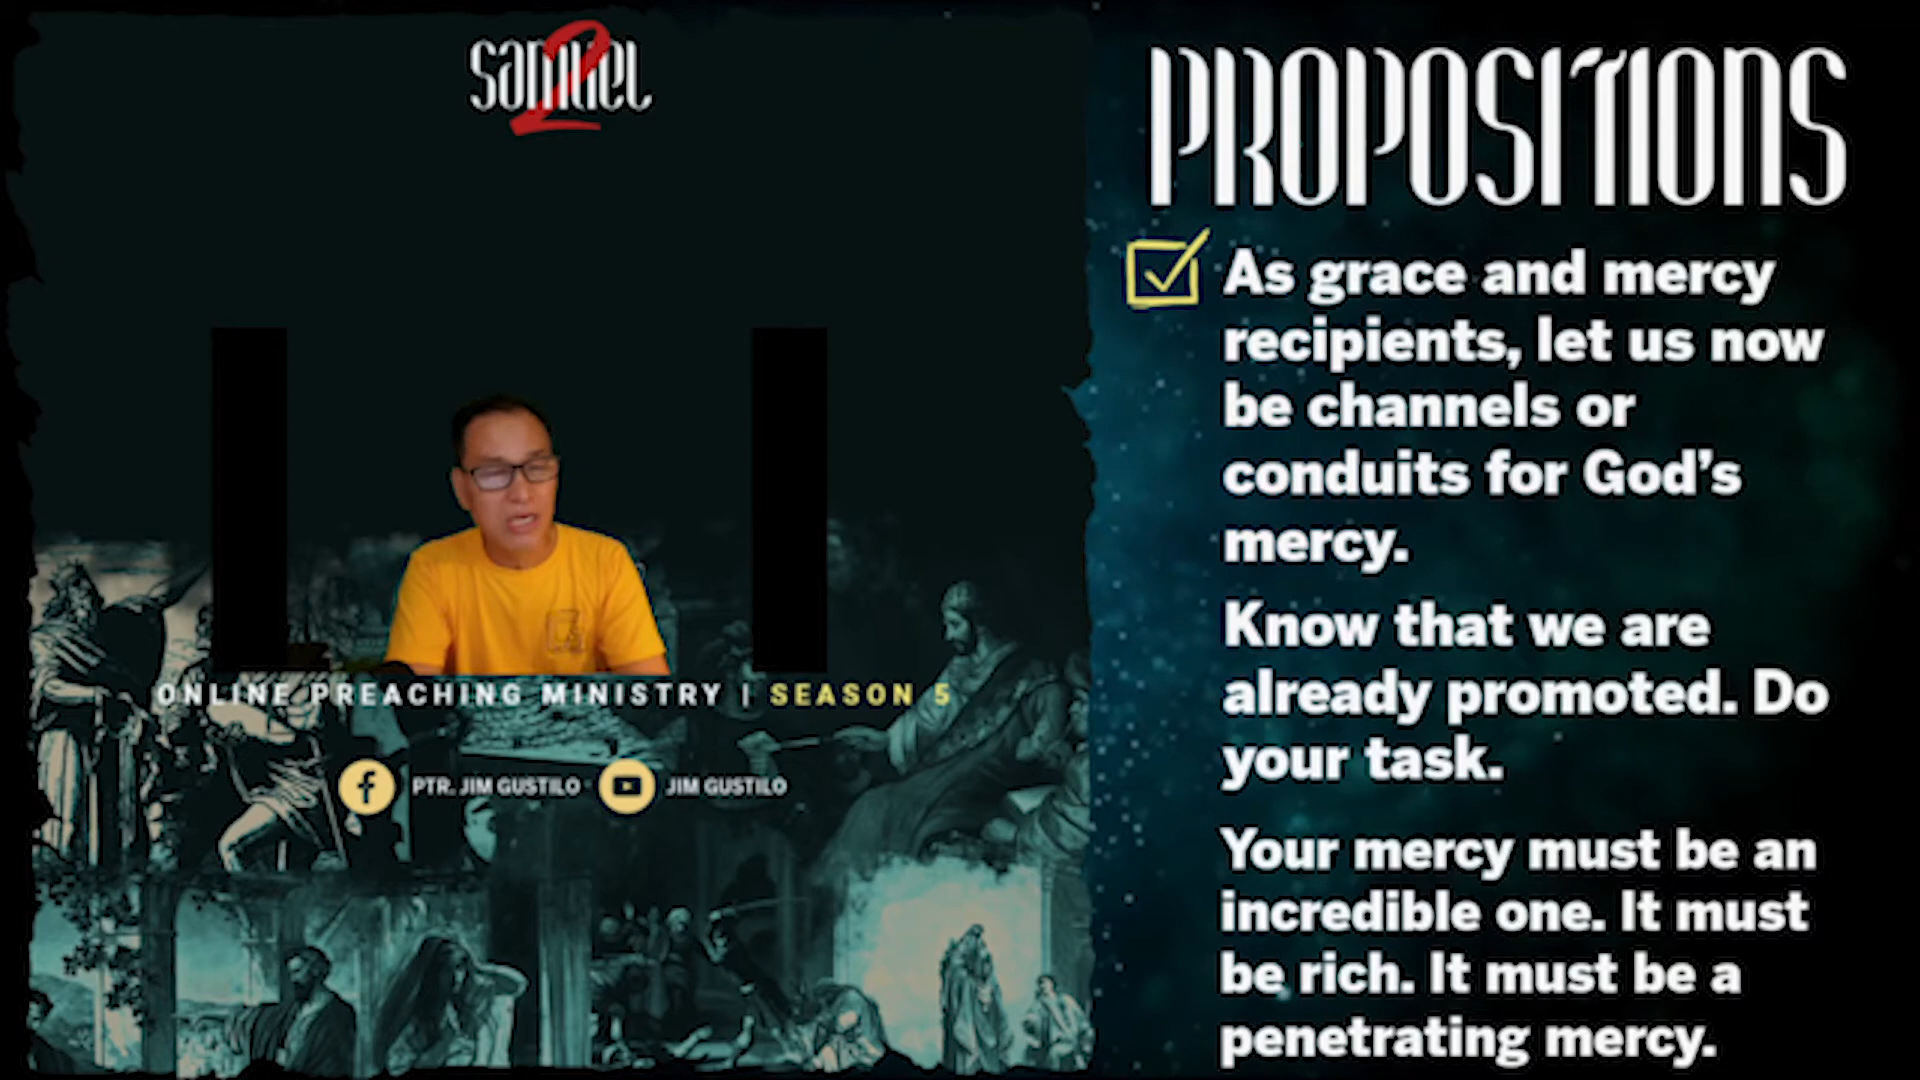 Samuel
2
ONLINE PREACHING MINISTRY | SEASON 5
PTR. JIM GUSTILO
JIM GUSTILO
PROPOSITIONS
As grace and mercy
recipients, let us now
be channels or
conduits for God's
mercy.
Know that we are
already promoted. Do
your task.
Your mercy must be an
incredible one. It must
be rich. It must be a
penetrating mercy.